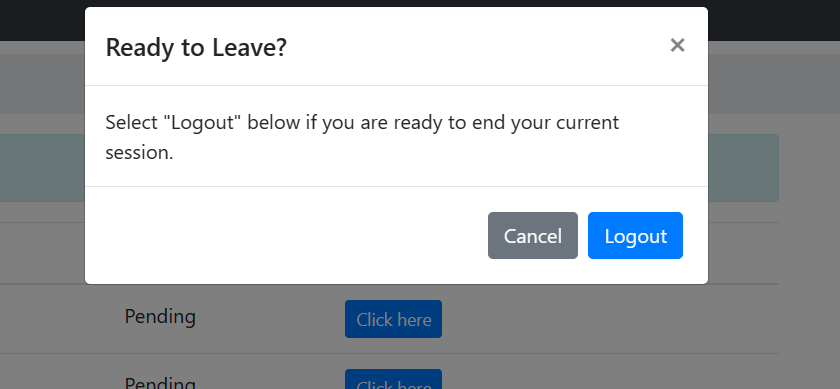 Ready to Leave?
×
Select "Logout" below if you are ready to end your current
session.
Cancel Logout
Pending Click here
Pending Click here